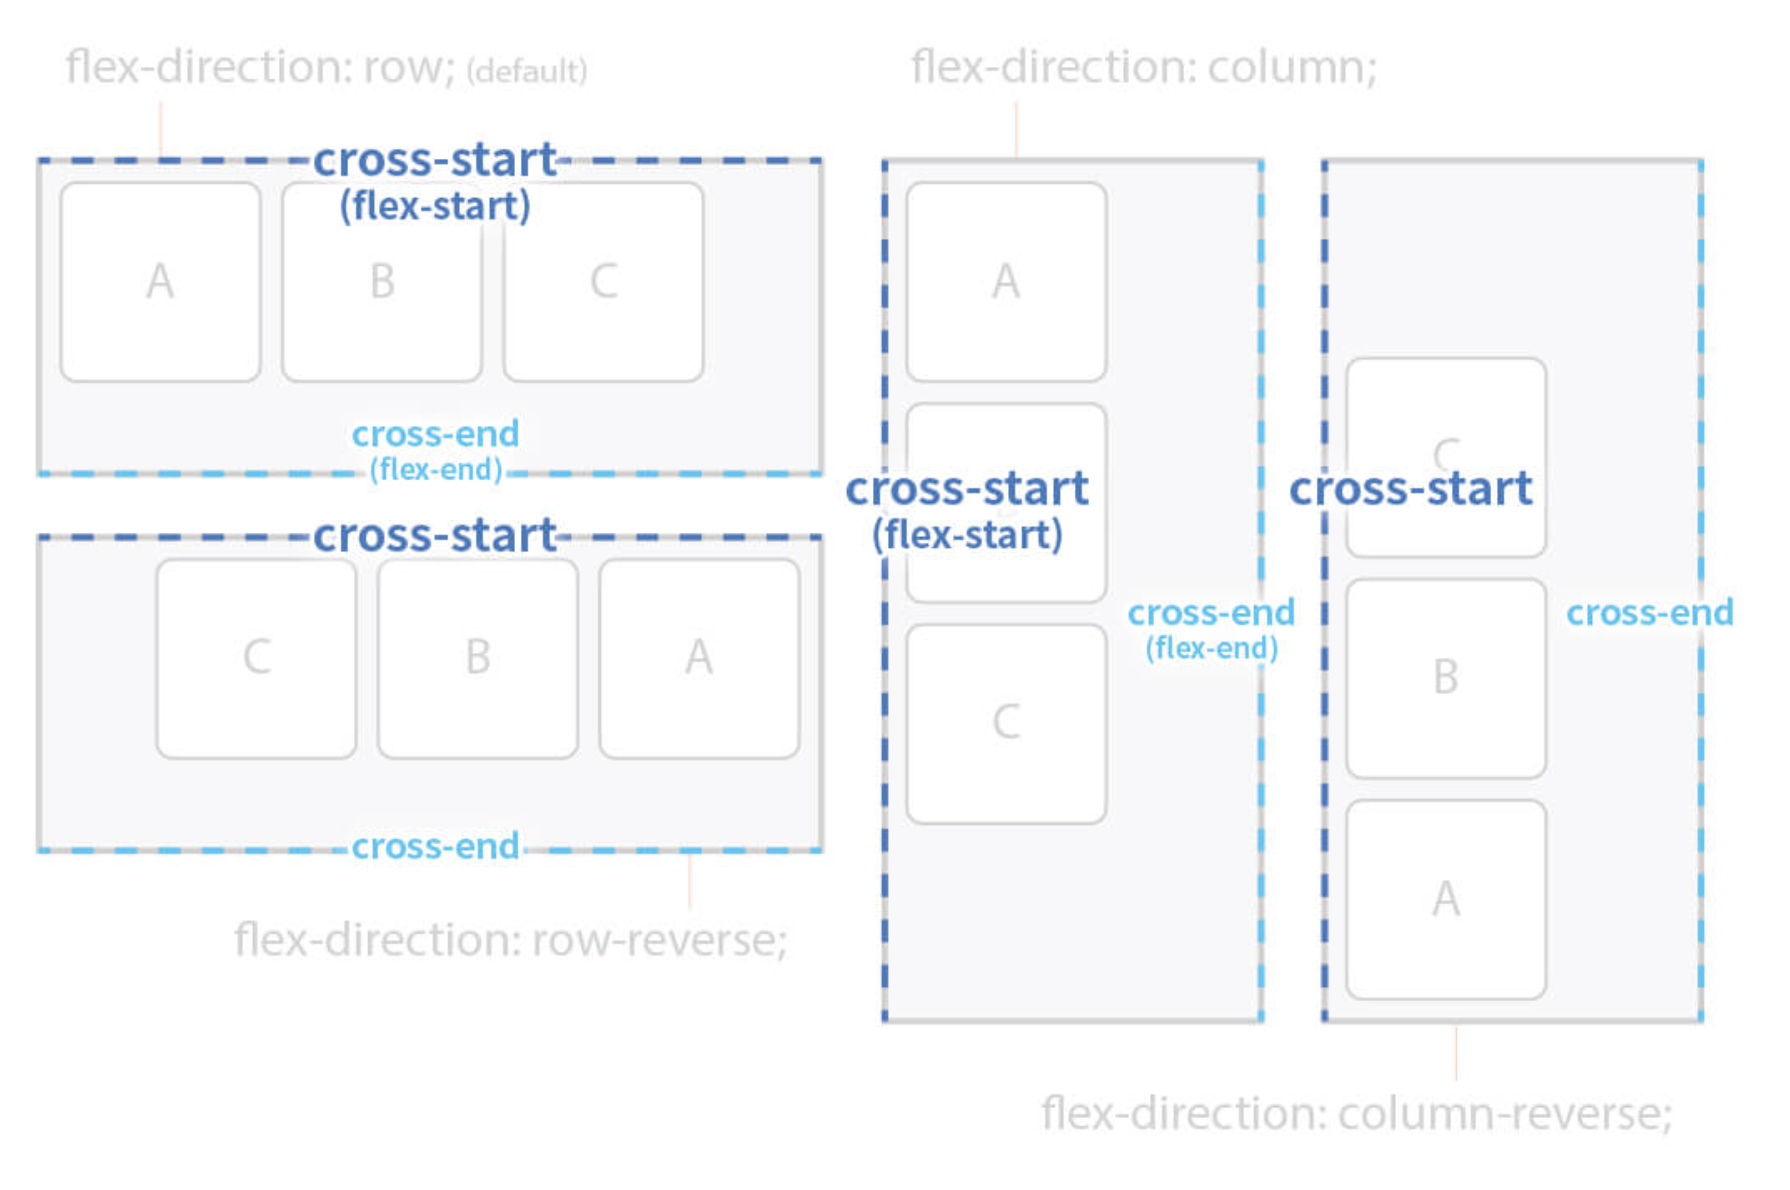 flex-direction: row; (default)
cross-start
(flex-start)
A
B
C
cross-end
(flex-end)
cross-start
C
B
A
cross-end
flex-direction: row-reverse;
flex-direction: column;
A
cross-start
(flex-start)
cross-end
(flex-end)
C
C
cross-start
cross-end
B
A
flex-direction: column-reverse;